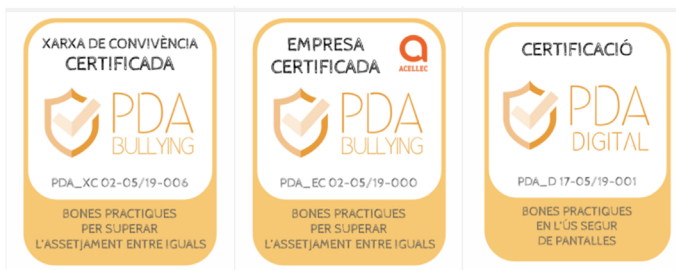 XARXA DE CONVIVÈNCIA
CERTIFICADA
PDA
BULLYING
PDA_XC 02-05/19-006
BONES PRACTIQUES
PER SUPERAR
L'ASSETJAMENT ENTRE IGUALS
EMPRESA
CERTIFICADA
ACELLEC
PDA
BULLYING
PDA_EC 02-05/19-000
BONES PRACTIQUES
PER SUPERAR
L'ASSETJAMENT ENTRE IGUALS
CERTIFICACIÓ
PDA
DIGITAL
PDA_D 17-05/19-001
BONES PRACTIQUES
EN L'ÚS SEGUR
DE PANTALLES